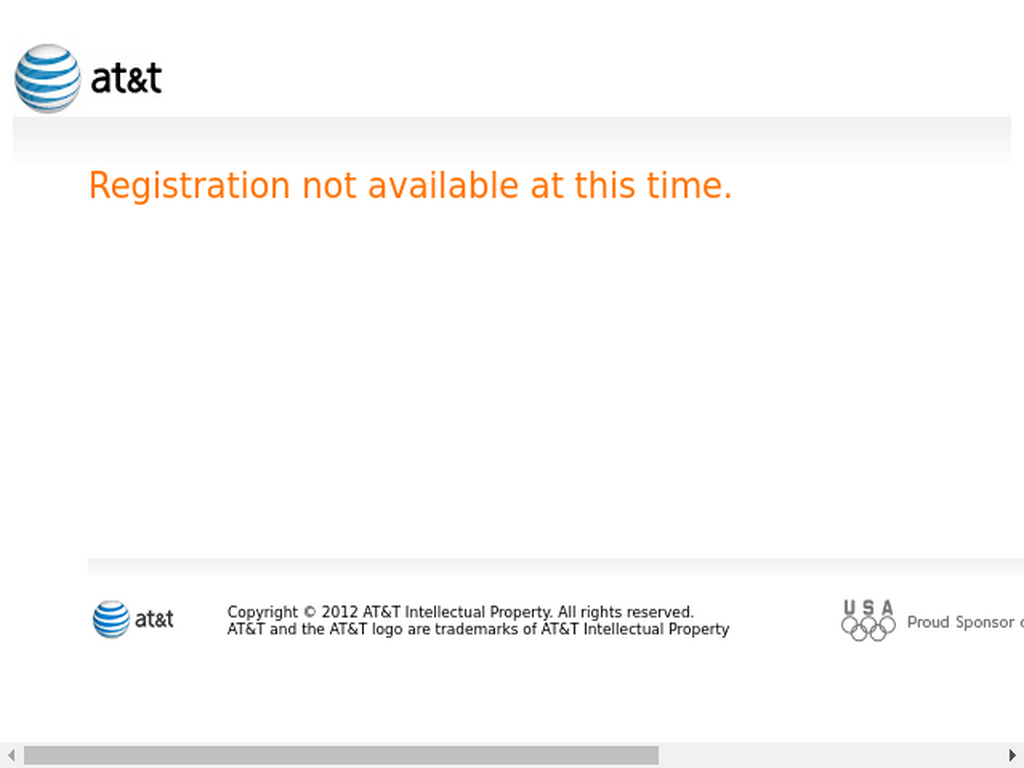 at&t
Registration not available at this time.
at&t
Copyright © 2012 AT&T Intellectual Property. All rights reserved.
AT&T and the AT&T logo are trademarks of AT&T Intellectual Property
USA
Proud Sponsor